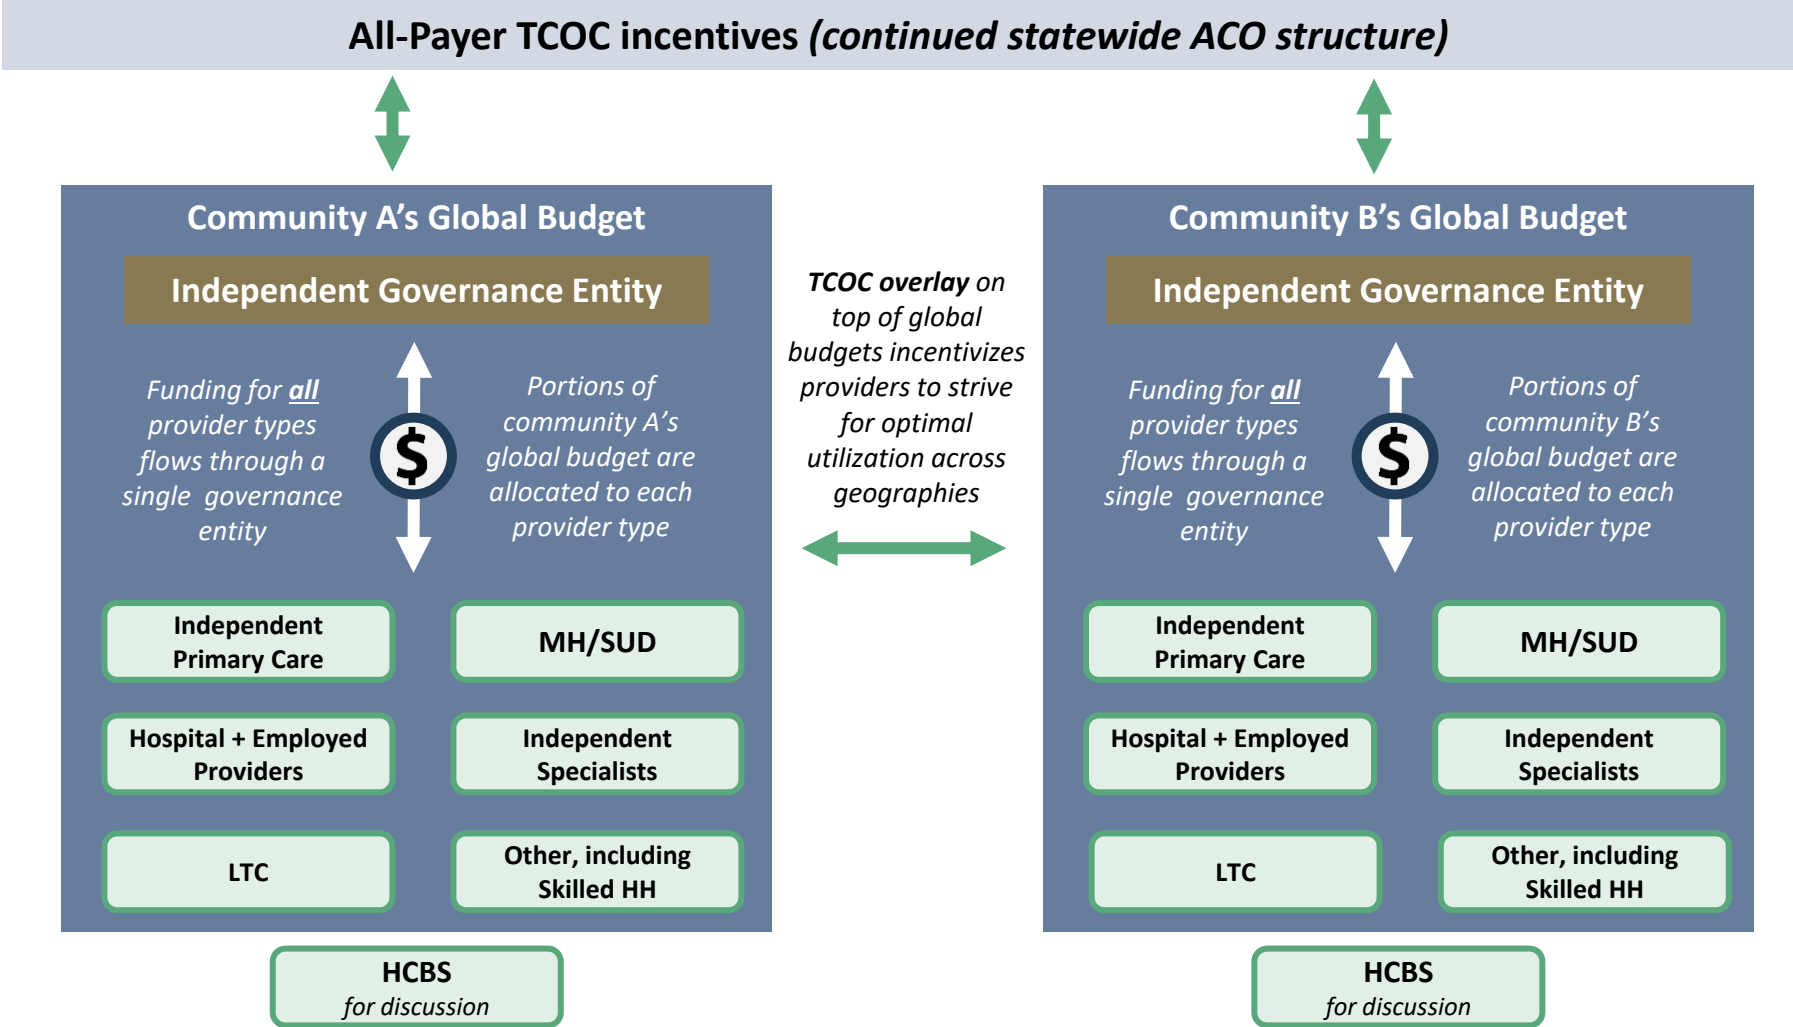 All-Payer TCOC incentives (continued statewide ACO structure)
Community A’s Global Budget
Independent Governance Entity
Funding for all
provider types
flows through a
single governance
entity
$
Portions of
community A’s
global budget are
allocated to each
provider type
Independent
Primary Care
MH/SUD
Hospital + Employed
Providers
Independent
Specialists
LTC
Other, including
Skilled HH
HCBS
for discussion
TCOC overlay on
top of global
budgets incentivizes
providers to strive
for optimal
utilization across
geographies
Community B’s Global Budget
Independent Governance Entity
Funding for all
provider types
flows through a
single governance
entity
$
Portions of
community B’s
global budget are
allocated to each
provider type
Independent
Primary Care
MH/SUD
Hospital + Employed
Providers
Independent
Specialists
LTC
Other, including
Skilled HH
HCBS
for discussion